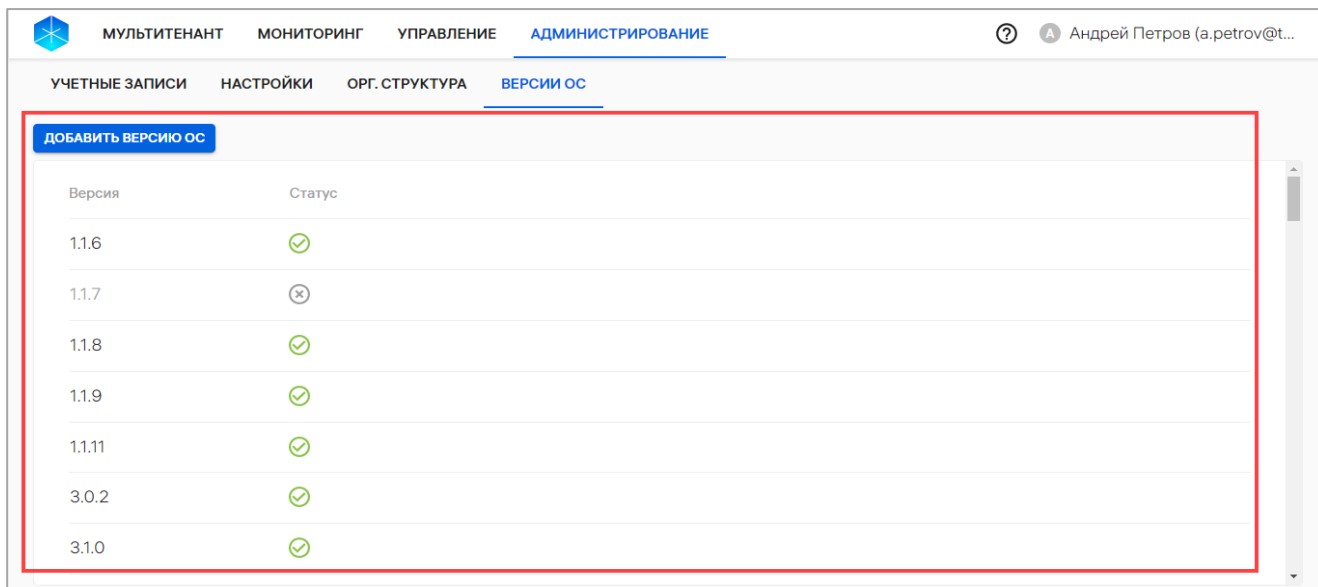 МУЛЬТИТЕНАНТ МОНИТОРИНГ УПРАВЛЕНИЕ АДМИНИСТРИРОВАНИЕ ? А Андрей Петров (a.petrov@t...
УЧЕТНЫЕ ЗАПИСИ НАСТРОЙКИ ОРГ. СТРУКТУРА ВЕРСИИ ОС
ДОБАВИТЬ ВЕРСИЮ ОС
Версия Статус
1.1.6
1.1.7
1.1.8
1.1.9
1.1.11
3.0.2
3.1.0